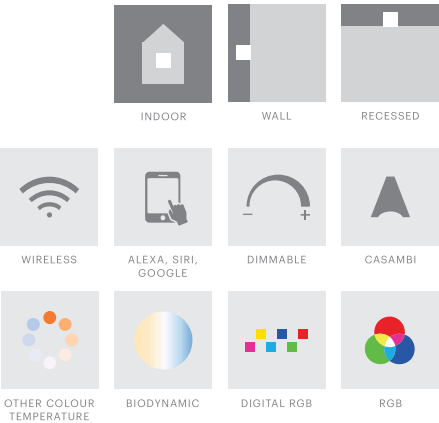 INDOOR
WALL
RECESSED
WIRELESS
ALEXA, SIRI,
GOOGLE
DIMMABLE
CASAMBI
OTHER COLOUR
TEMPERATURE
BIODYNAMIC
DIGITAL RGB
RGB